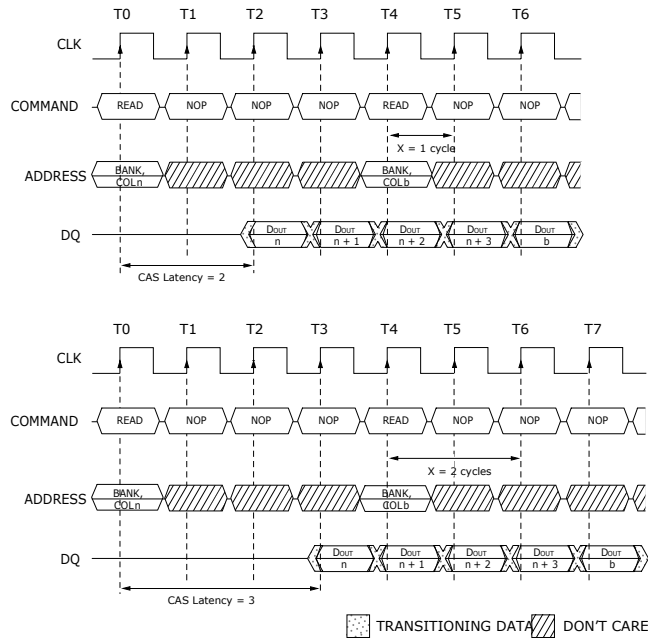 T0 T1 T2 T3 T4 T5 T6
CLK
COMMAND READ NOP NOP NOP READ NOP NOP
X = 1 cycle
ADDRESS BANK, COLn BANK, COLb
DQ DOUT n DOUT n + 1 DOUT n + 2 DOUT n + 3 DOUT b
CAS Latency = 2
T0 T1 T2 T3 T4 T5 T6 T7
CLK
COMMAND READ NOP NOP NOP READ NOP NOP NOP
X = 2 cycles
ADDRESS BANK, COLn BANK, COLb
DQ DOUT n DOUT n + 1 DOUT n + 2 DOUT n + 3 DOUT b
CAS Latency = 3
TRANSITIONING DATA DON'T CARE